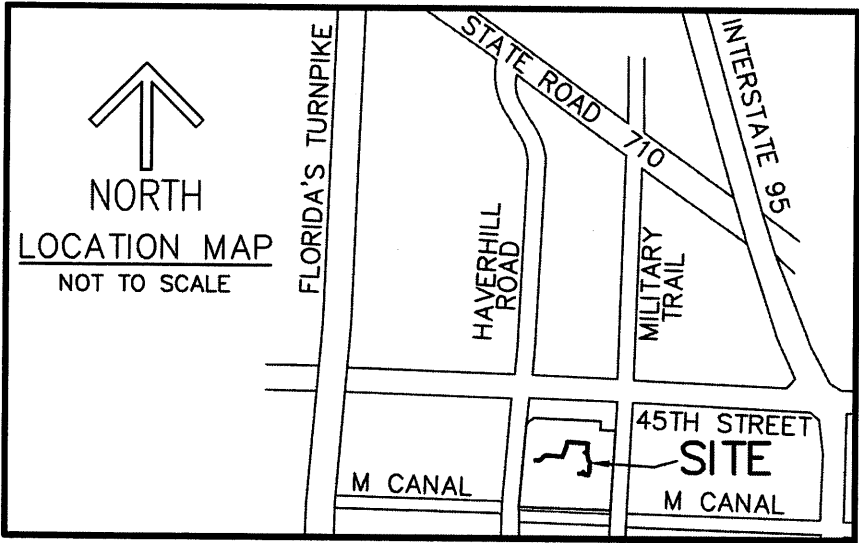 NORTH
LOCATION MAP
NOT TO SCALE
FLORIDA'S TURNPIKE
STATE ROAD 710
INTERSTATE 95
HAVERHILL
ROAD
MILITARY
TRAIL
45TH STREET
SITE
M CANAL
M CANAL